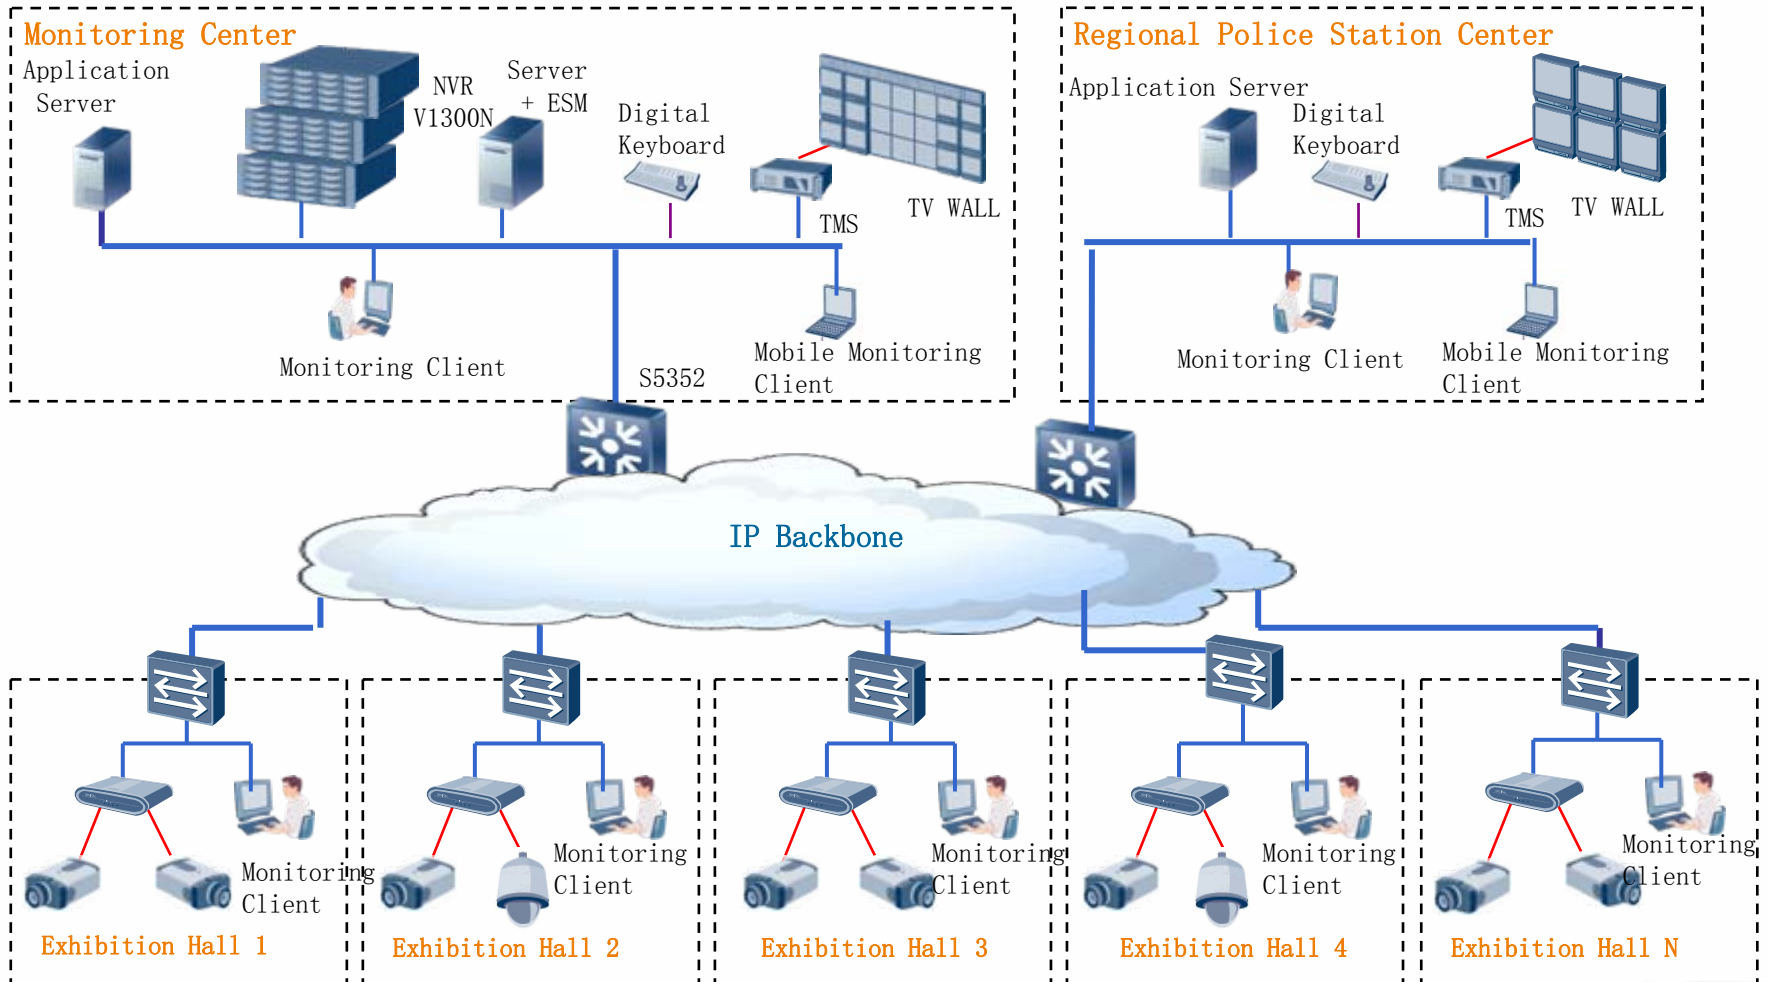 Monitoring Center
Application
Server
NVR
V1300N
Server
+ ESM
Digital
Keyboard
TMS
TV WALL
Monitoring Client
Mobile Monitoring
Client
S5352
Regional Police Station Center
Application Server
Digital
Keyboard
TMS
TV WALL
Monitoring Client
Mobile Monitoring
Client
IP Backbone
Monitoring
Client
Exhibition Hall 1
Monitoring
Client
Exhibition Hall 2
Monitoring
Client
Exhibition Hall 3
Monitoring
Client
Exhibition Hall 4
Monitoring
Client
Exhibition Hall N